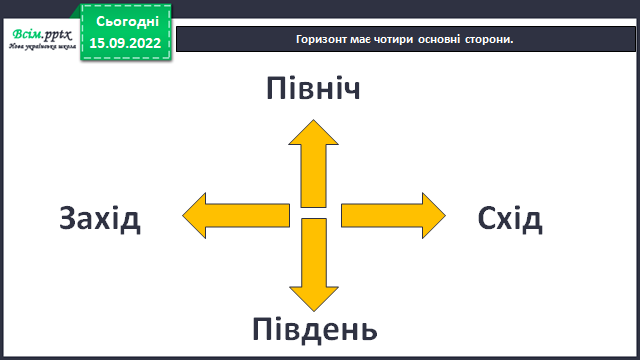 Всім.pptx
Нова українська школа
Сьогодні
15.09.2022
Горизонт має чотири основні сторони.
Північ
Захід
Схід
Південь